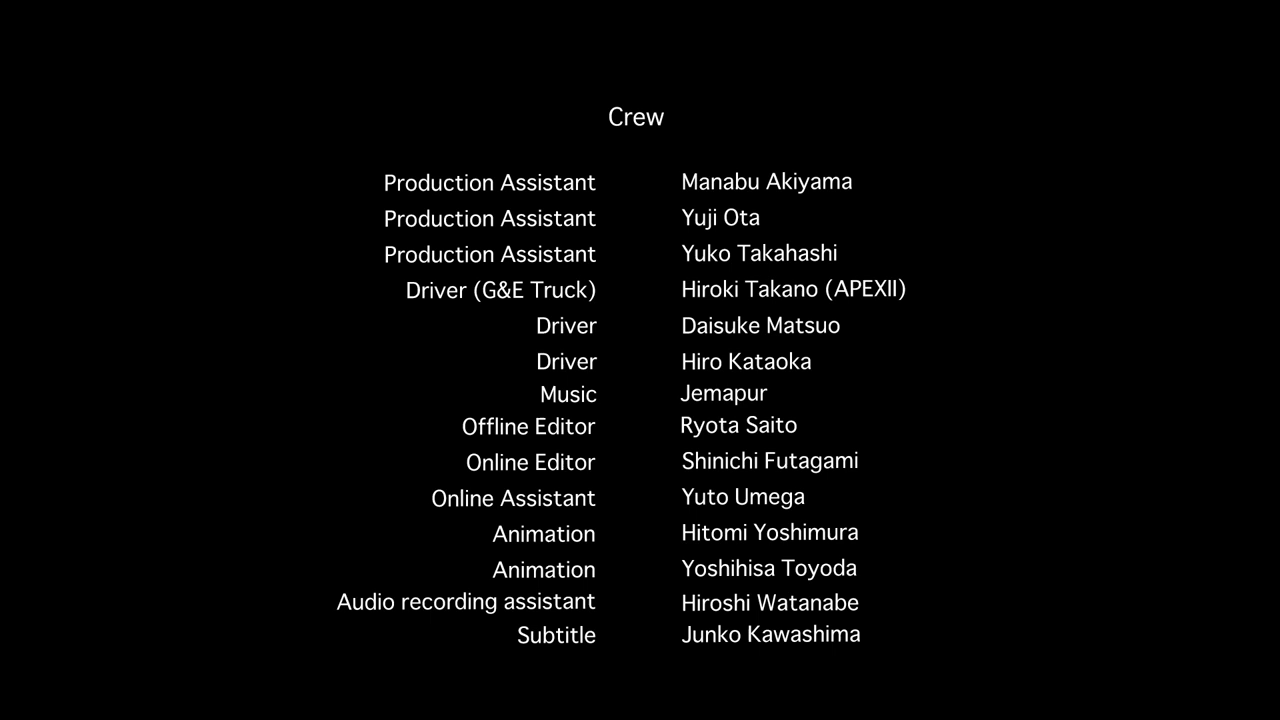 Crew
Production Assistant Manabu Akiyama
Production Assistant Yuji Ota
Production Assistant Yuko Takahashi
Driver (G&E Truck) Hiroki Takano (APEXII)
Driver Daisuke Matsuo
Driver Hiro Kataoka
Music Jemapur
Offline Editor Ryota Saito
Online Editor Shinichi Futagami
Online Assistant Yuto Umega
Animation Hitomi Yoshimura
Animation Yoshihisa Toyoda
Audio recording assistant Hiroshi Watanabe
Subtitle Junko Kawashima